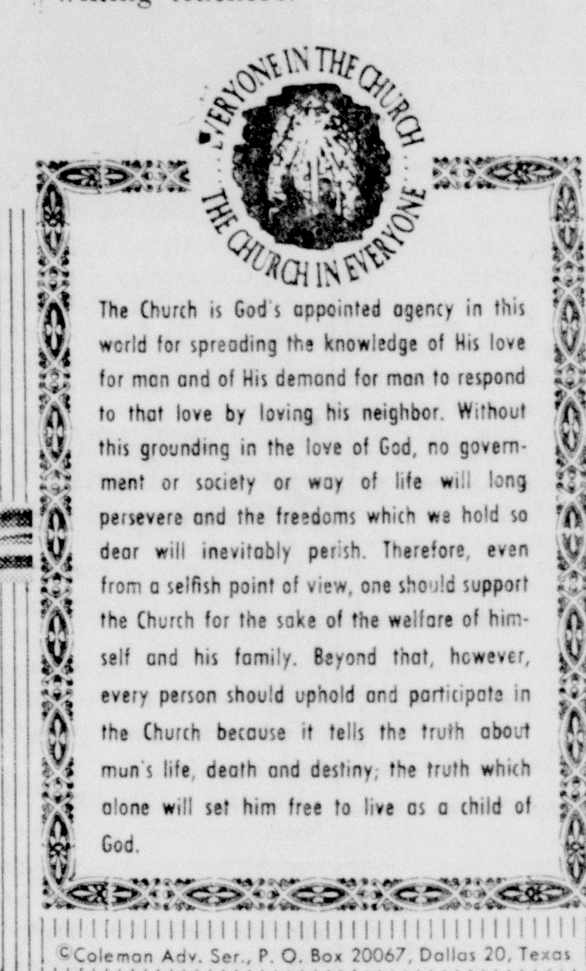 EVERYONE IN THE CHURCH
THE CHURCH IN EVERYONE
The Church is God's appointed agency in this
world for spreading the knowledge of His love
for man and of His demand for man to respond
to that love by loving his neighbor. Without
this grounding in the love of God, no govern-
ment or society or way of life will long
persevere and the freedoms which we hold so
dear will inevitably perish. Therefore, even
from a selfish point of view, one should support
the Church for the sake of the welfare of him-
self and his family. Beyond that, however,
every person should uphold and participate in
the Church because it tells the truth about
mun's life, death and destiny; the truth which
alone will set him free to live as a child of
God.
©Coleman Adv. Ser., P. O. Box 20067, Dallas 20, Texas